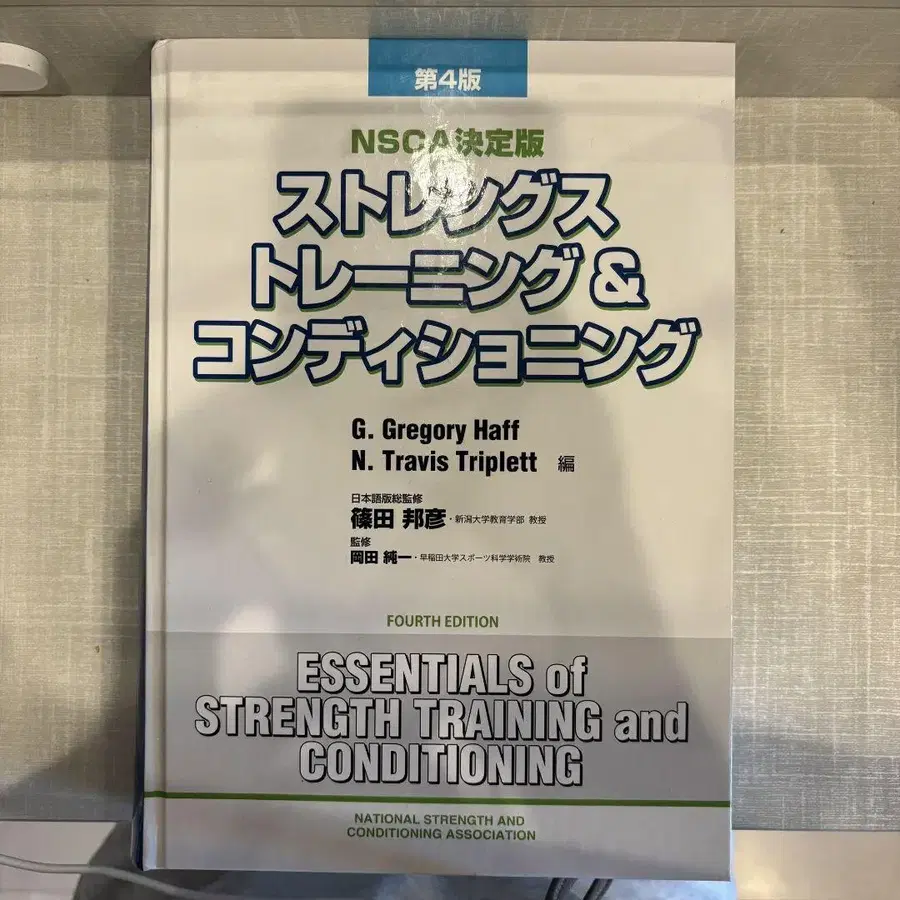 第4版
NSCA決定版
ストレングス
トレーニング&
コンディショニング
G. Gregory Haff
N. Travis Triplett 編
日本語版総監修
篠田 邦彦・新潟大学教育学部 教授
監修
岡田 純一・早稲田大学スポーツ科学学術院 教授
FOURTH EDITION
ESSENTIALS of
STRENGTH TRAINING and
CONDITIONING
NATIONAL STRENGTH AND
CONDITIONING ASSOCIATION